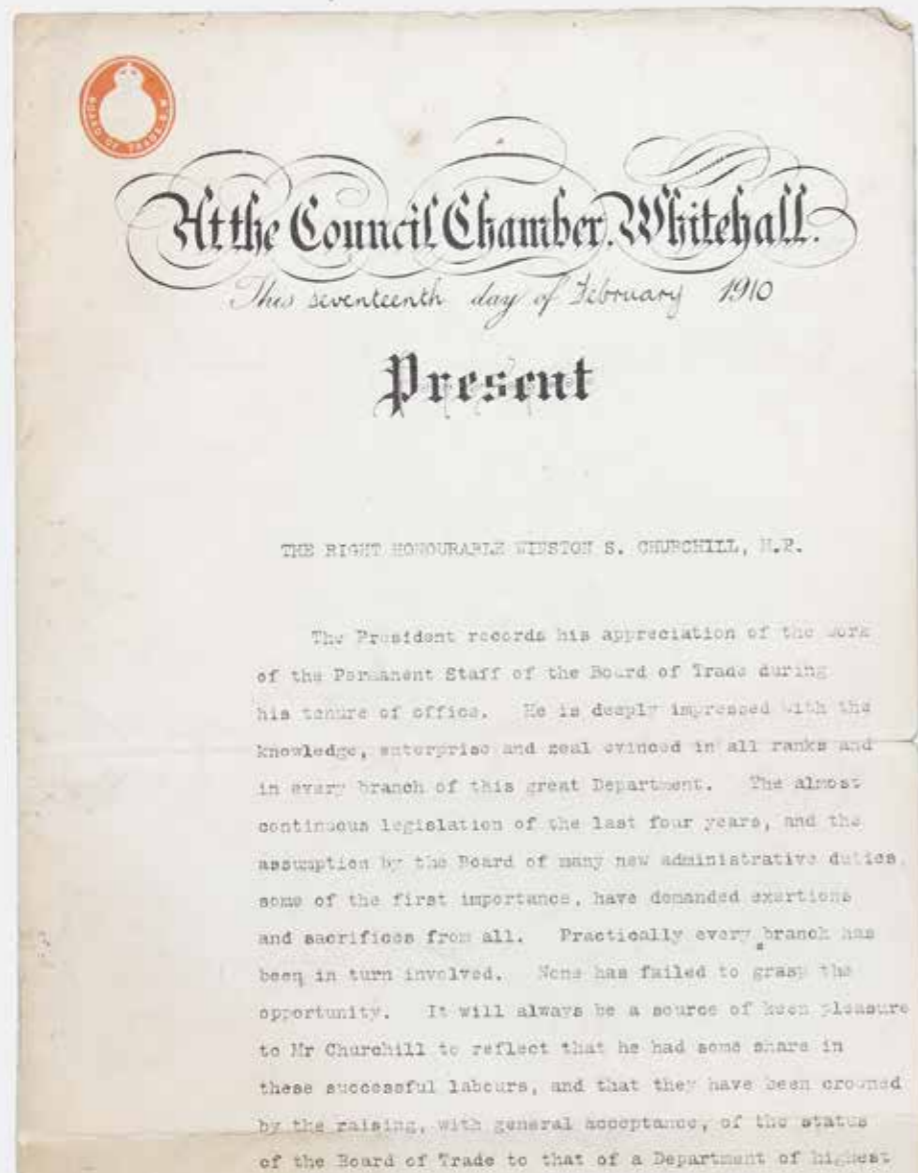 BOARD OF TRADE S.W.
At the Council Chamber, Whitehall.
This seventeenth day of February 1910
Present
THE RIGHT HONOURABLE WINSTON S. CHURCHILL, M.P.
The President records his appreciation of the work
of the Permanent Staff of the Board of Trade during
his tenure of office. He is deeply impressed with the
knowledge, enterprise and zeal evinced in all ranks and
in every branch of this great Department. The almost
continuous legislation of the last four years, and the
assumption by the Board of many new administrative duties,
some of the first importance, have demanded exertions
and sacrifices from all. Practically every branch has
been in turn involved. None has failed to grasp the
opportunity. It will always be a source of keen pleasure
to Mr Churchill to reflect that he had some share in
these successful labours, and that they have been crowned
by the raising, with general acceptance, of the status
of the Board of Trade to that of a Department of highest